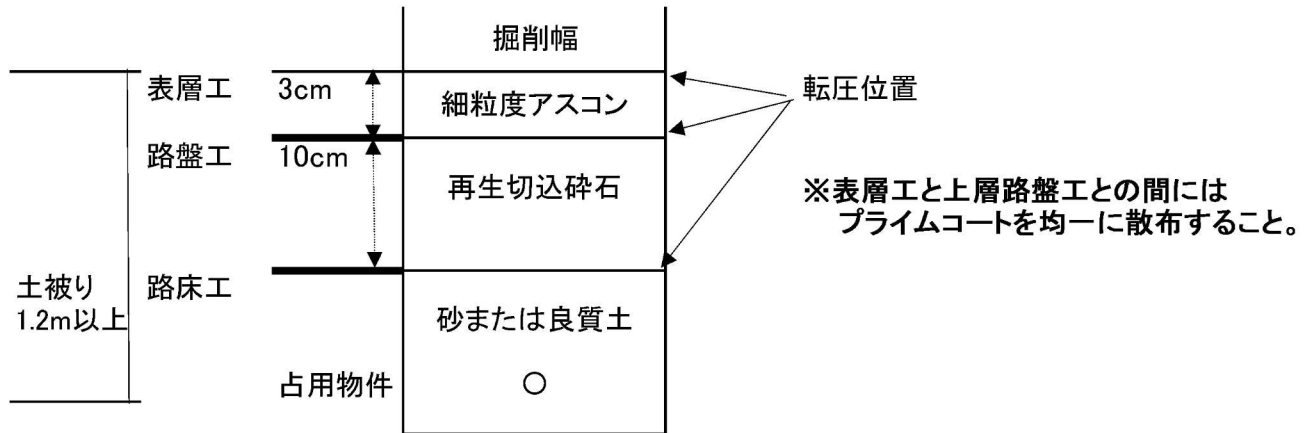 掘削幅
表層工
3cm
細粒度アスコン
転圧位置
路盤工
10cm
再生切込砕石
※表層工と上層路盤工との間には
プライムコートを均一に散布すること。
土被り
1.2m以上
路床工
砂または良質土
占用物件